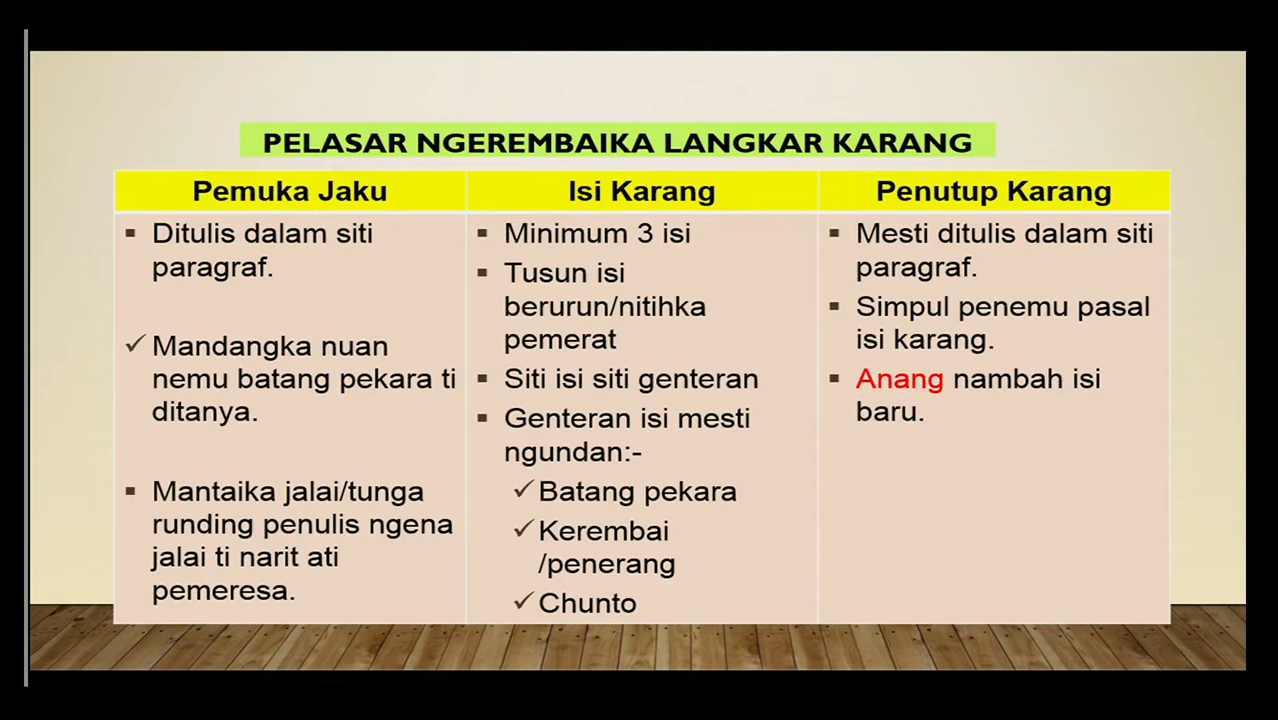 PELASAR NGEREMBAIKA LANGKAR KARANG
Pemuka Jaku
Ditulis dalam siti
paragraf.
Mandangka nuan
nemu batang pekara ti
ditanya.
Mantaika jalai/tunga
runding penulis ngena
jalai ti narit ati
pemeresa.
Isi Karang
Minimum 3 isi
Tusun isi
berurun/nitihka
pemerat
Siti isi siti genteran
Genteran isi mesti
ngundan:-
Batang pekara
Kerembai
/penerang
Chunto
Penutup Karang
Mesti ditulis dalam siti
paragraf.
Simpul penemu pasal
isi karang.
Anang nambah isi
baru.